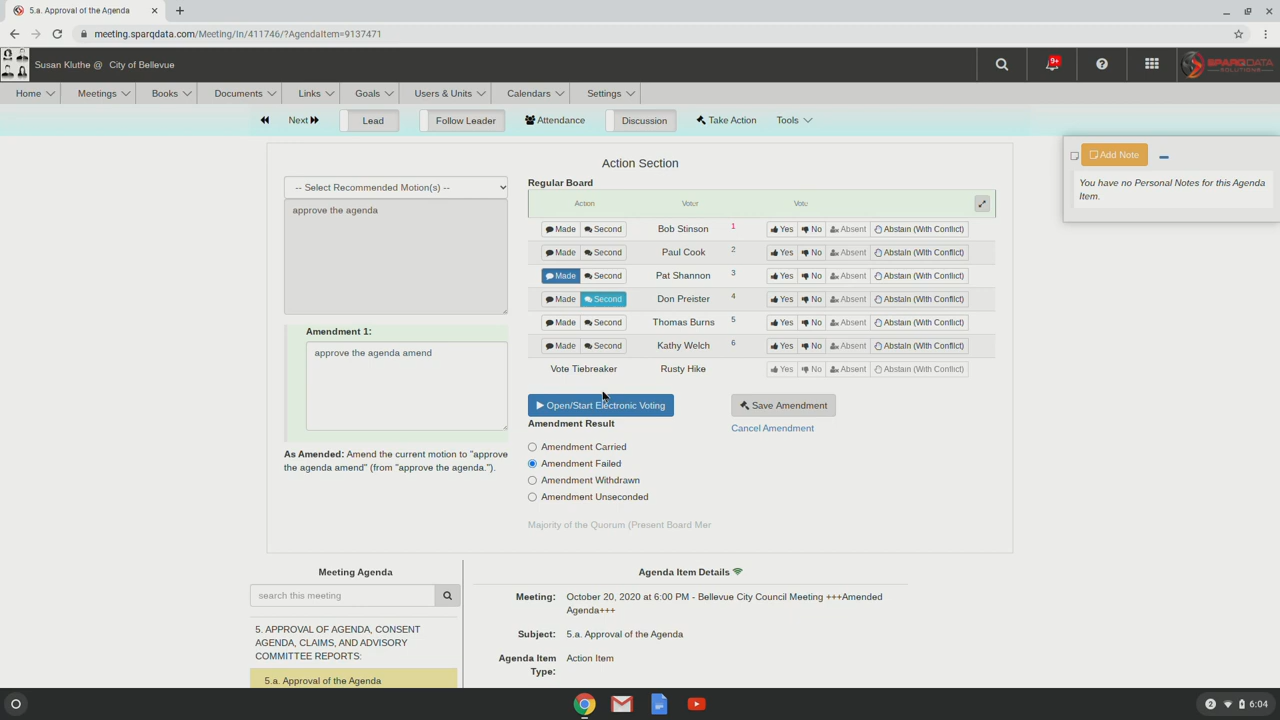 5.a. Approval of the Agenda
meeting.sparqdata.com/Meeting/In/411746/?AgendaItem=9137471
Susan Kluthe @ City of Bellevue
9+
SPARQDATA
SOLUTIONS
Home Meetings Books Documents Links Goals Users & Units Calendars Settings
Next Lead Follow Leader Attendance Discussion Take Action Tools
Add Note
You have no Personal Notes for this Agenda
Item.
Action Section
-- Select Recommended Motion(s) --
approve the agenda
Amendment 1:
approve the agenda amend
As Amended: Amend the current motion to "approve
the agenda amend" (from "approve the agenda.").
Regular Board
Action Voter Vote
Made Second Bob Stinson 1 Yes No Absent Abstain (With Conflict)
Made Second Paul Cook 2 Yes No Absent Abstain (With Conflict)
Made Second Pat Shannon 3 Yes No Absent Abstain (With Conflict)
Made Second Don Preister 4 Yes No Absent Abstain (With Conflict)
Made Second Thomas Burns 5 Yes No Absent Abstain (With Conflict)
Made Second Kathy Welch 6 Yes No Absent Abstain (With Conflict)
Vote Tiebreaker Rusty Hike Yes No Absent Abstain (With Conflict)
Open/Start Electronic Voting Save Amendment
Amendment Result Cancel Amendment
Amendment Carried
Amendment Failed
Amendment Withdrawn
Amendment Unseconded
Majority of the Quorum (Present Board Mer
Meeting Agenda
search this meeting
5. APPROVAL OF AGENDA, CONSENT
AGENDA, CLAIMS, AND ADVISORY
COMMITTEE REPORTS:
5.a. Approval of the Agenda
Agenda Item Details
Meeting: October 20, 2020 at 6:00 PM - Bellevue City Council Meeting +++Amended
Agenda+++
Subject: 5.a. Approval of the Agenda
Agenda Item Action Item
Type:
2 6:04